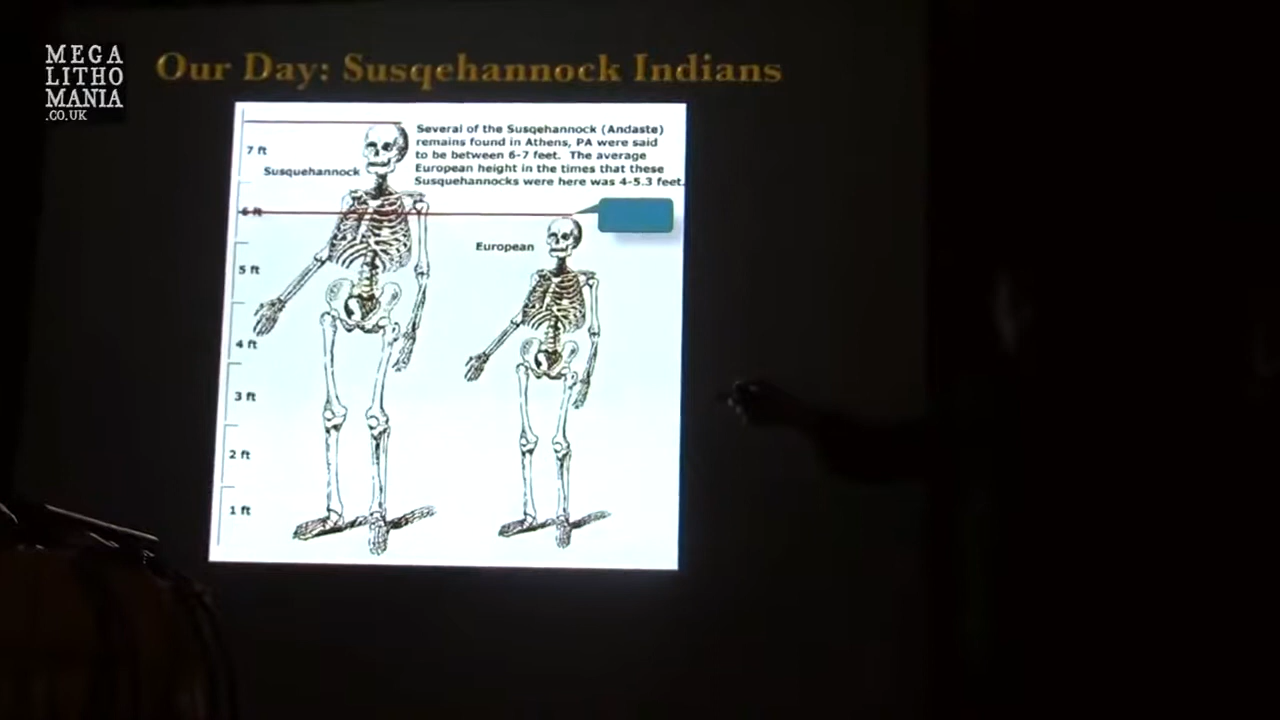 MEGA
LITHO
MANIA
.CO.UK
Our Day: Susqehannock Indians
Several of the Susqehannock (Andaste)
remains found in Athens, PA were said
to be between 6-7 feet. The average
European height in the times that these
Susquehannocks were here was 4-5.3 feet.
7 ft
Susquehannock
6 ft
European
5 ft
4 ft
3 ft
2 ft
1 ft